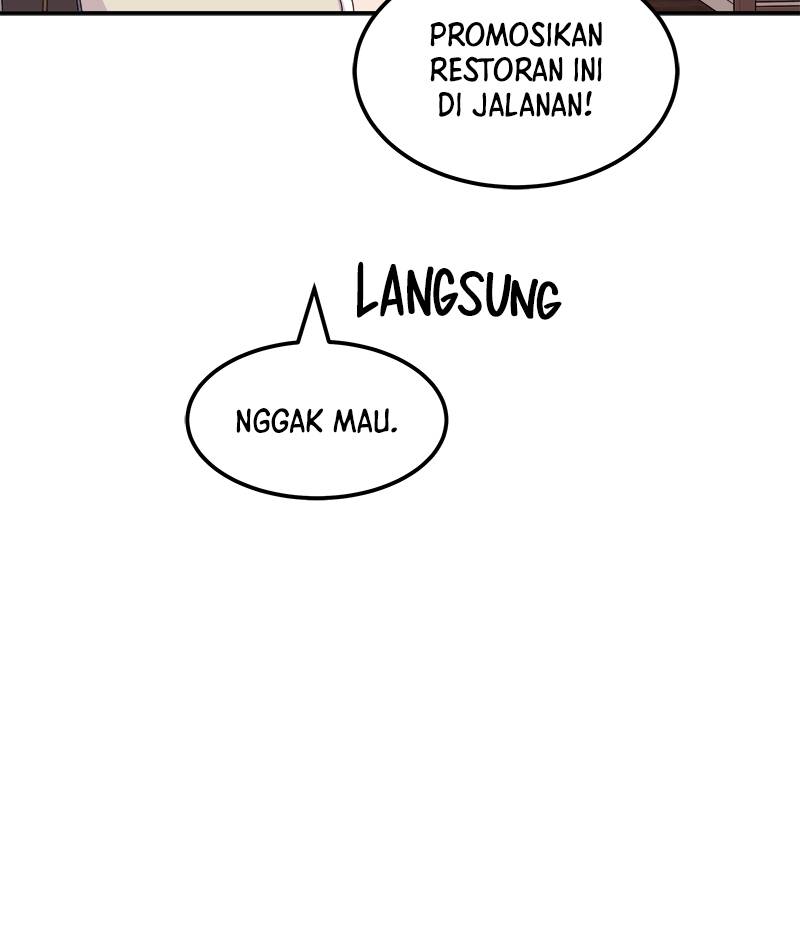 PROMOSIKAN
RESTORAN INI
DI JALANAN!
LANGSUNG
NGGAK MAU.